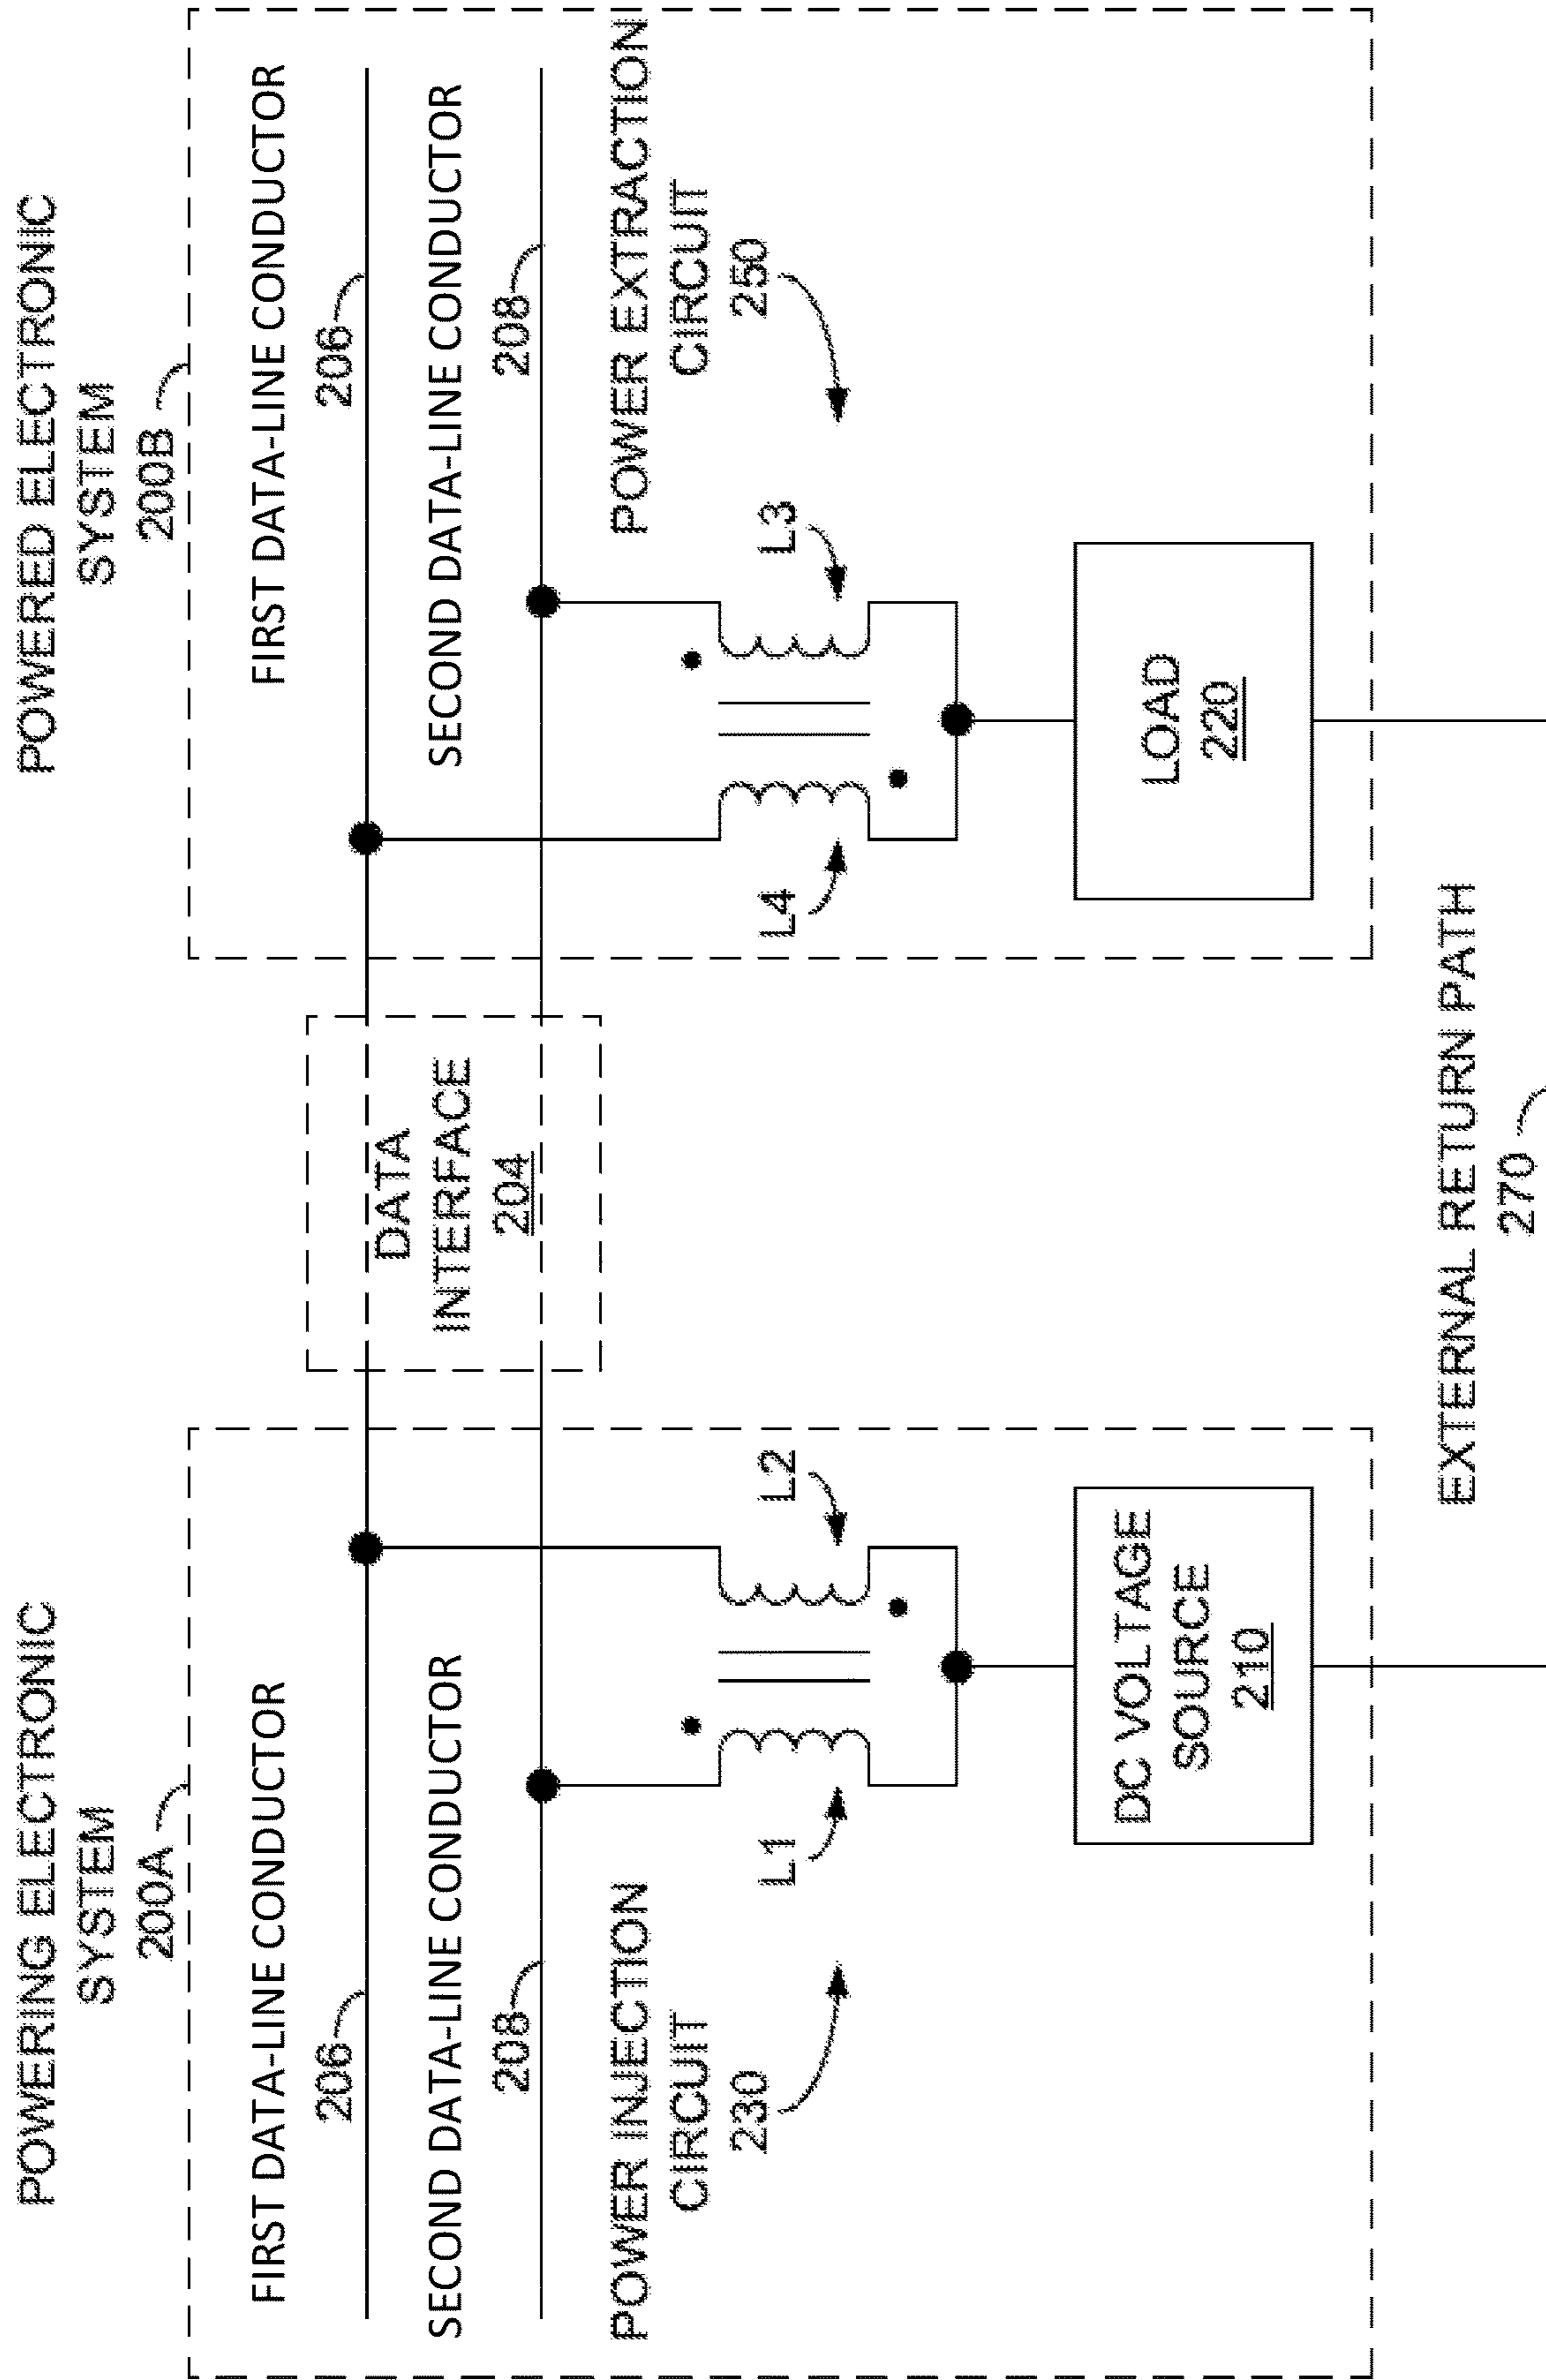 POWERING ELECTRONIC
SYSTEM
200A
FIRST DATA-LINE CONDUCTOR
206
SECOND DATA-LINE CONDUCTOR
208
POWER INJECTION
CIRCUIT
230
L1
L2
DC VOLTAGE
SOURCE
210
DATA
INTERFACE
204
POWERED ELECTRONIC
SYSTEM
200B
FIRST DATA-LINE CONDUCTOR
206
SECOND DATA-LINE CONDUCTOR
208
POWER EXTRACTION
CIRCUIT
250
L4
L3
LOAD
220
EXTERNAL RETURN PATH
270